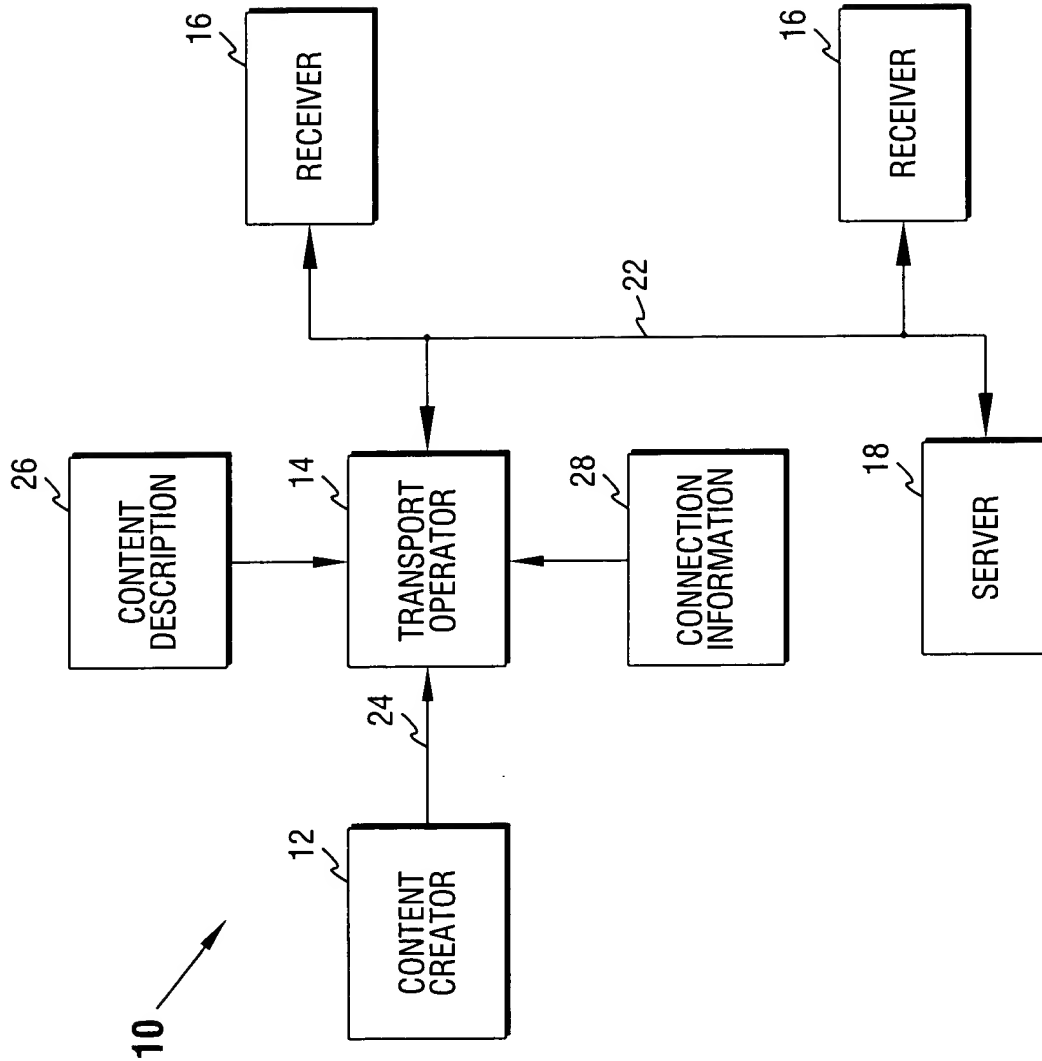 10
12
CONTENT
CREATOR
24
26
CONTENT
DESCRIPTION
14
TRANSPORT
OPERATOR
28
CONNECTION
INFORMATION
18
SERVER
22
16
RECEIVER
16
RECEIVER